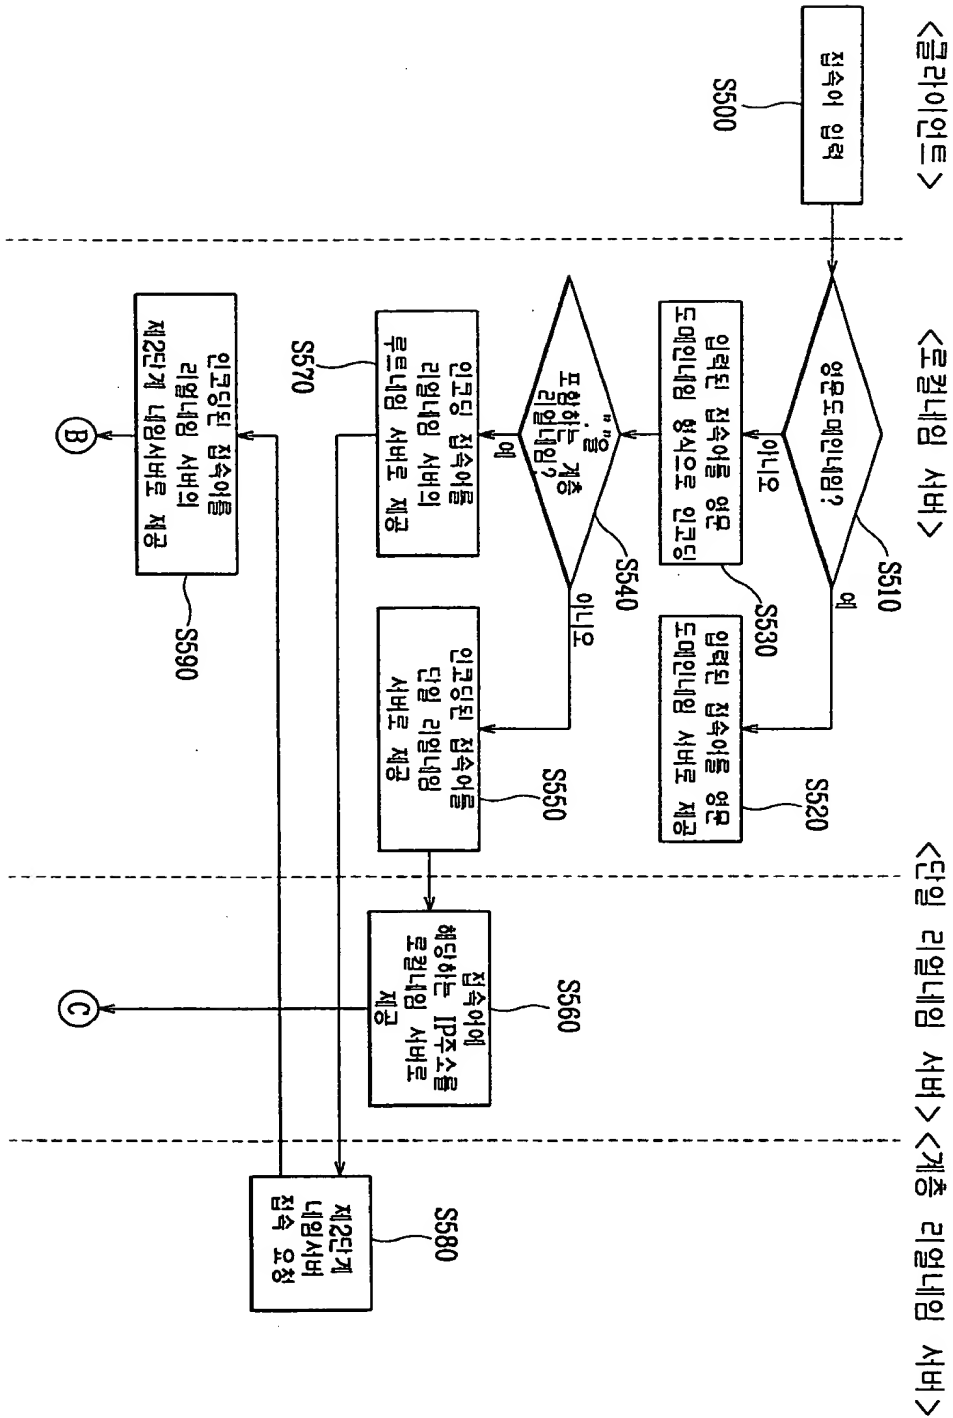 <클라이언트>
<로컬네임 서버>
<단일 리얼네임 서버>
<계층 리얼네임 서버>
접속어 입력
S500
영문도메인네임?
S510
예
아니오
입력된 접속어를 영문
도메인네임 서버로 제공
S520
입력된 접속어를 영문
도메인네임 형식으로 인코딩
S530
"."을
포함하는 계층
리얼네임?
S540
아니오
예
인코딩된 접속어를
단일 리얼네임
서버로 제공
S550
접속어에
해당하는 IP주소를
로컬네임 서버로
제공
S560
인코딩 접속어를
리얼네임 서버의
루트네임 서버로 제공
S570
제2단계
네임서버
접속 요청
S580
인코딩된 접속어를
리얼네임 서버의
제2단계 네임서버로 제공
S590
B
C